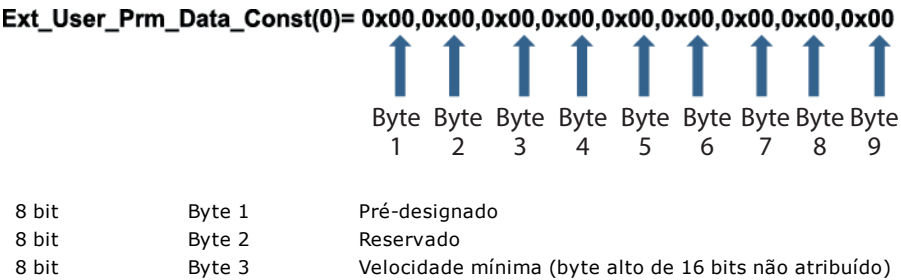 Ext_User_Prm_Data_Const(0)= 0x00,0x00,0x00,0x00,0x00,0x00,0x00,0x00,0x00
Byte Byte Byte Byte Byte Byte Byte Byte Byte
1 2 3 4 5 6 7 8 9
8 bit Byte 1 Pré-designado
8 bit Byte 2 Reservado
8 bit Byte 3 Velocidade mínima (byte alto de 16 bits não atribuído)